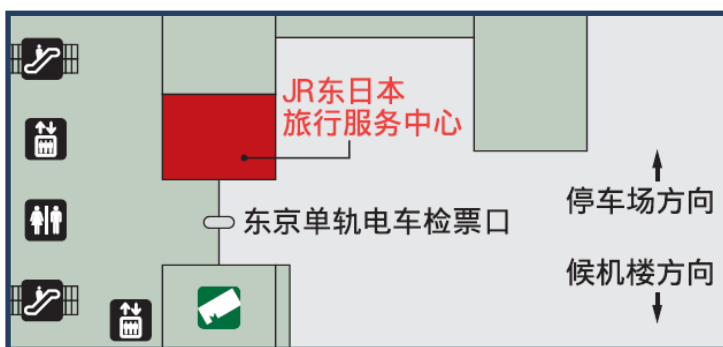 JR东日本
旅行服务中心
东京单轨电车检票口
停车场方向
候机楼方向